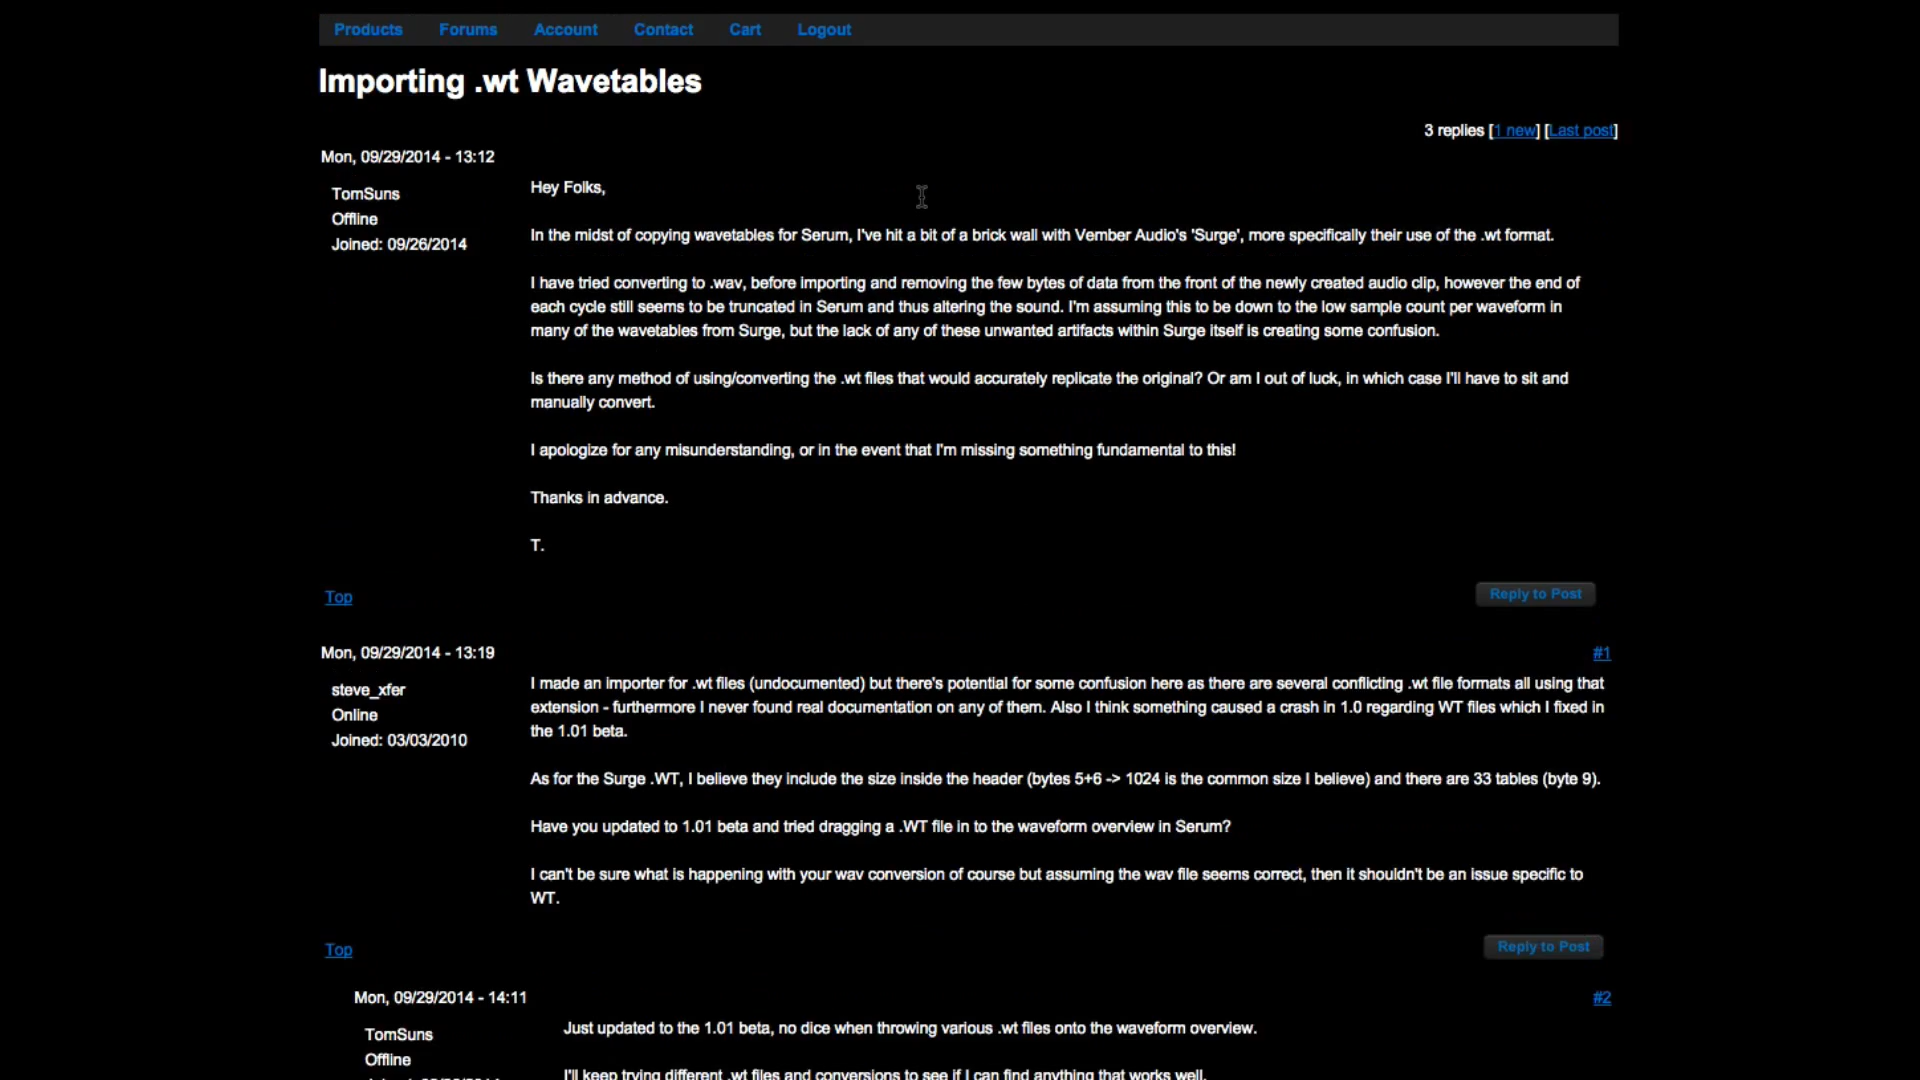 Products Forums Account Contact Cart Logout
Importing .wt Wavetables
3 replies [1 new] [Last post]
Mon, 09/29/2014 - 13:12
TomSuns
Offline
Joined: 09/26/2014
Hey Folks,
In the midst of copying wavetables for Serum, I've hit a bit of a brick wall with Vember Audio's 'Surge', more specifically their use of the .wt format.
I have tried converting to .wav, before importing and removing the few bytes of data from the front of the newly created audio clip, however the end of
each cycle still seems to be truncated in Serum and thus altering the sound. I'm assuming this to be down to the low sample count per waveform in
many of the wavetables from Surge, but the lack of any of these unwanted artifacts within Surge itself is creating some confusion.
Is there any method of using/converting the .wt files that would accurately replicate the original? Or am I out of luck, in which case I'll have to sit and
manually convert.
I apologize for any misunderstanding, or in the event that I'm missing something fundamental to this!
Thanks in advance.
T.
Top
Reply to Post
Mon, 09/29/2014 - 13:19
#1
steve_xfer
Online
Joined: 03/03/2010
I made an importer for .wt files (undocumented) but there's potential for some confusion here as there are several conflicting .wt file formats all using that
extension - furthermore I never found real documentation on any of them. Also I think something caused a crash in 1.0 regarding WT files which I fixed in
the 1.01 beta.
As for the Surge .WT, I believe they include the size inside the header (bytes 5+6 -> 1024 is the common size I believe) and there are 33 tables (byte 9).
Have you updated to 1.01 beta and tried dragging a .WT file in to the waveform overview in Serum?
I can't be sure what is happening with your wav conversion of course but assuming the wav file seems correct, then it shouldn't be an issue specific to
WT.
Top
Reply to Post
Mon, 09/29/2014 - 14:11
#2
TomSuns
Offline
Just updated to the 1.01 beta, no dice when throwing various .wt files onto the waveform overview.
I'll keep trying different .wt files and conversions to see if I can find anything that works well.